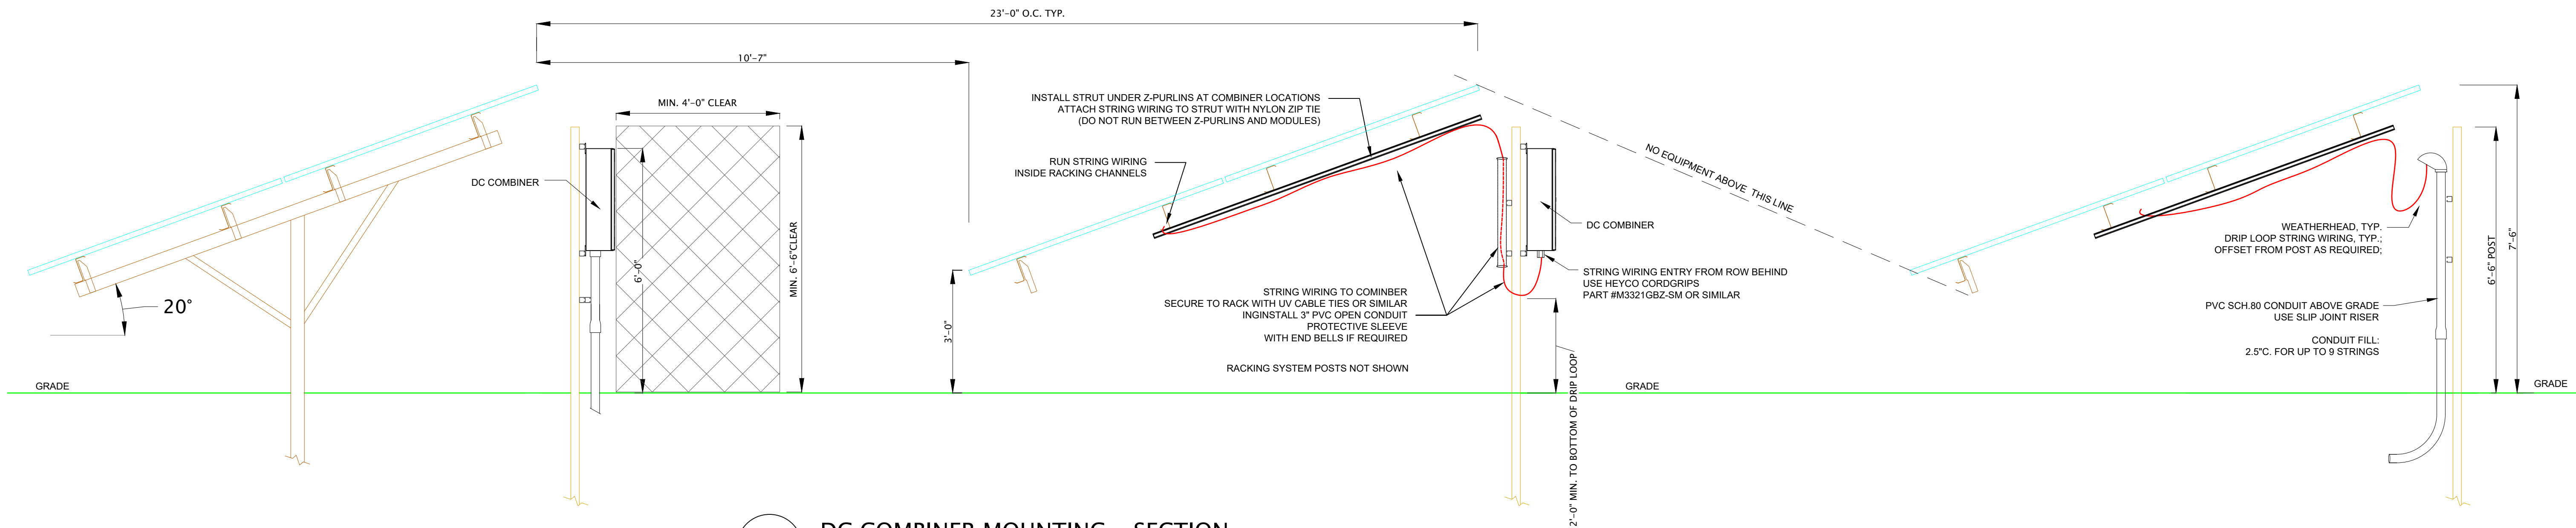 23'-0" O.C. TYP.
10'-7"
MIN. 4'-0" CLEAR
DC COMBINER
6'-0"
MIN. 6'-6"CLEAR
20°
GRADE
INSTALL STRUT UNDER Z-PURLINS AT COMBINER LOCATIONS
ATTACH STRING WIRING TO STRUT WITH NYLON ZIP TIE
(DO NOT RUN BETWEEN Z-PURLINS AND MODULES)
RUN STRING WIRING
INSIDE RACKING CHANNELS
3'-0"
STRING WIRING TO COMINBER
SECURE TO RACK WITH UV CABLE TIES OR SIMILAR
INGINSTALL 3" PVC OPEN CONDUIT
PROTECTIVE SLEEVE
WITH END BELLS IF REQUIRED
RACKING SYSTEM POSTS NOT SHOWN
NO EQUIPMENT ABOVE THIS LINE
DC COMBINER
STRING WIRING ENTRY FROM ROW BEHIND
USE HEYCO CORDGRIPS
PART #M3321GBZ-SM OR SIMILAR
2'-0" MIN. TO BOTTOM OF DRIP LOOP
GRADE
WEATHERHEAD, TYP.
DRIP LOOP STRING WIRING, TYP.;
OFFSET FROM POST AS REQUIRED;
PVC SCH.80 CONDUIT ABOVE GRADE
USE SLIP JOINT RISER
CONDUIT FILL:
2.5"C. FOR UP TO 9 STRINGS
6'-6" POST
7'-6"
GRADE
DC COMBINER MOUNTING - SECTION